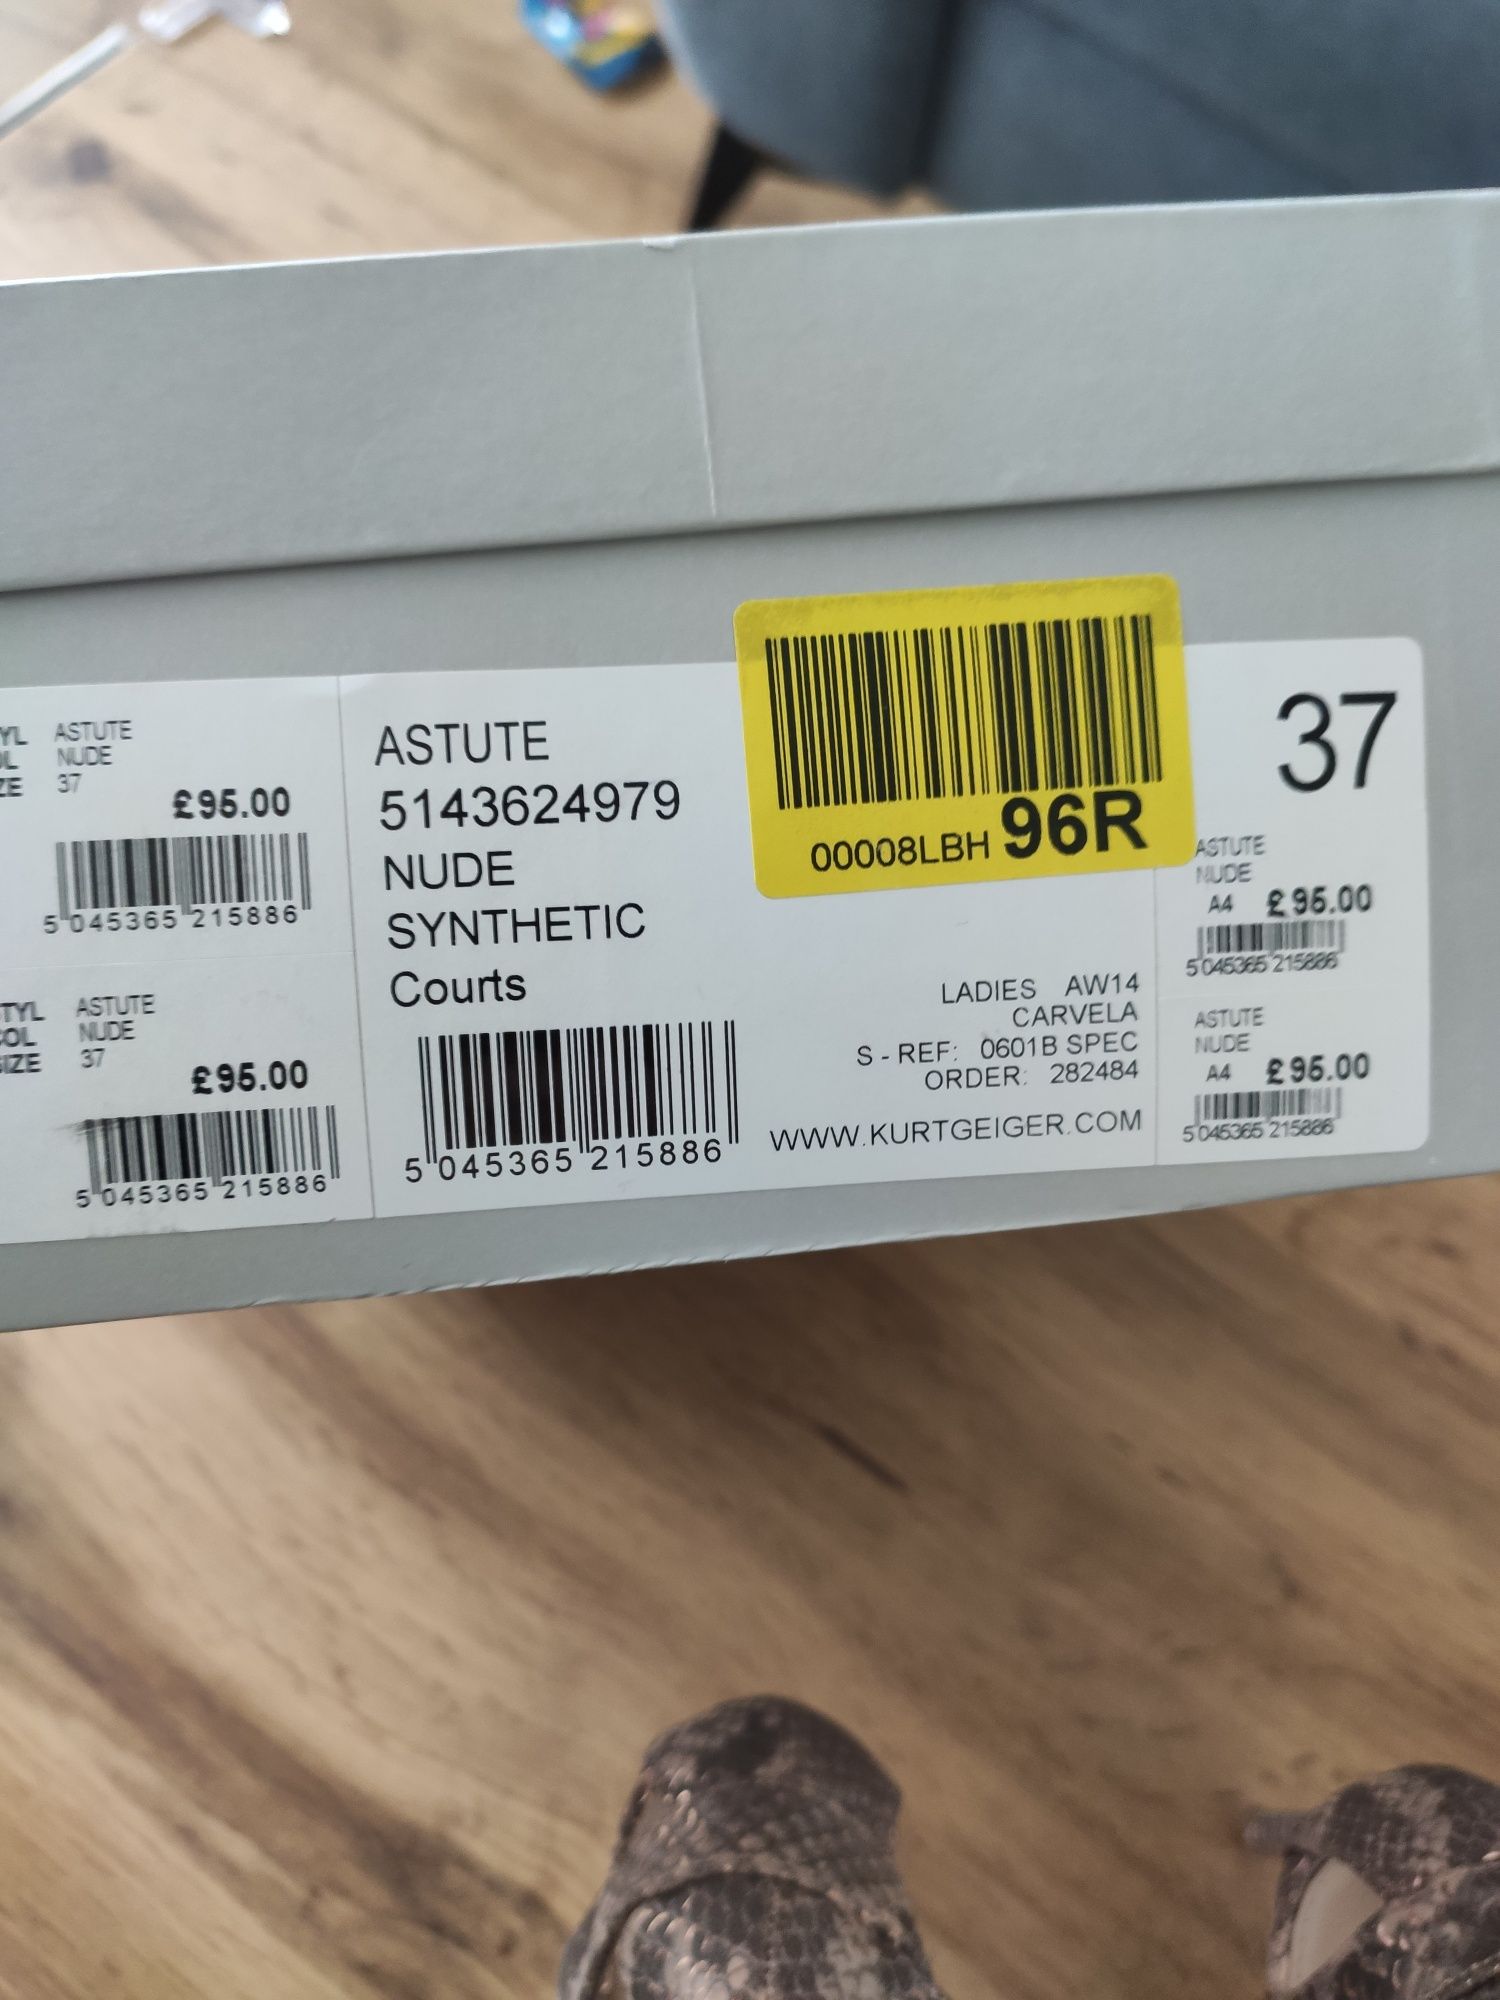 ASTUTE
NUDE
37
£95.00
5 045365 215886
ASTUTE
NUDE
37
£95.00
5 045365 215886
ASTUTE
5143624979
NUDE
SYNTHETIC
Courts
5 045365 215886
00008LBH 96R
LADIES AW14
CARVELA
S - REF: 0601B SPEC
ORDER: 282484
WWW.KURTGEIGER.COM
37
ASTUTE
NUDE
A4 £95.00
5 045365 215886
ASTUTE
NUDE
A4 £95.00
5 045365 215886